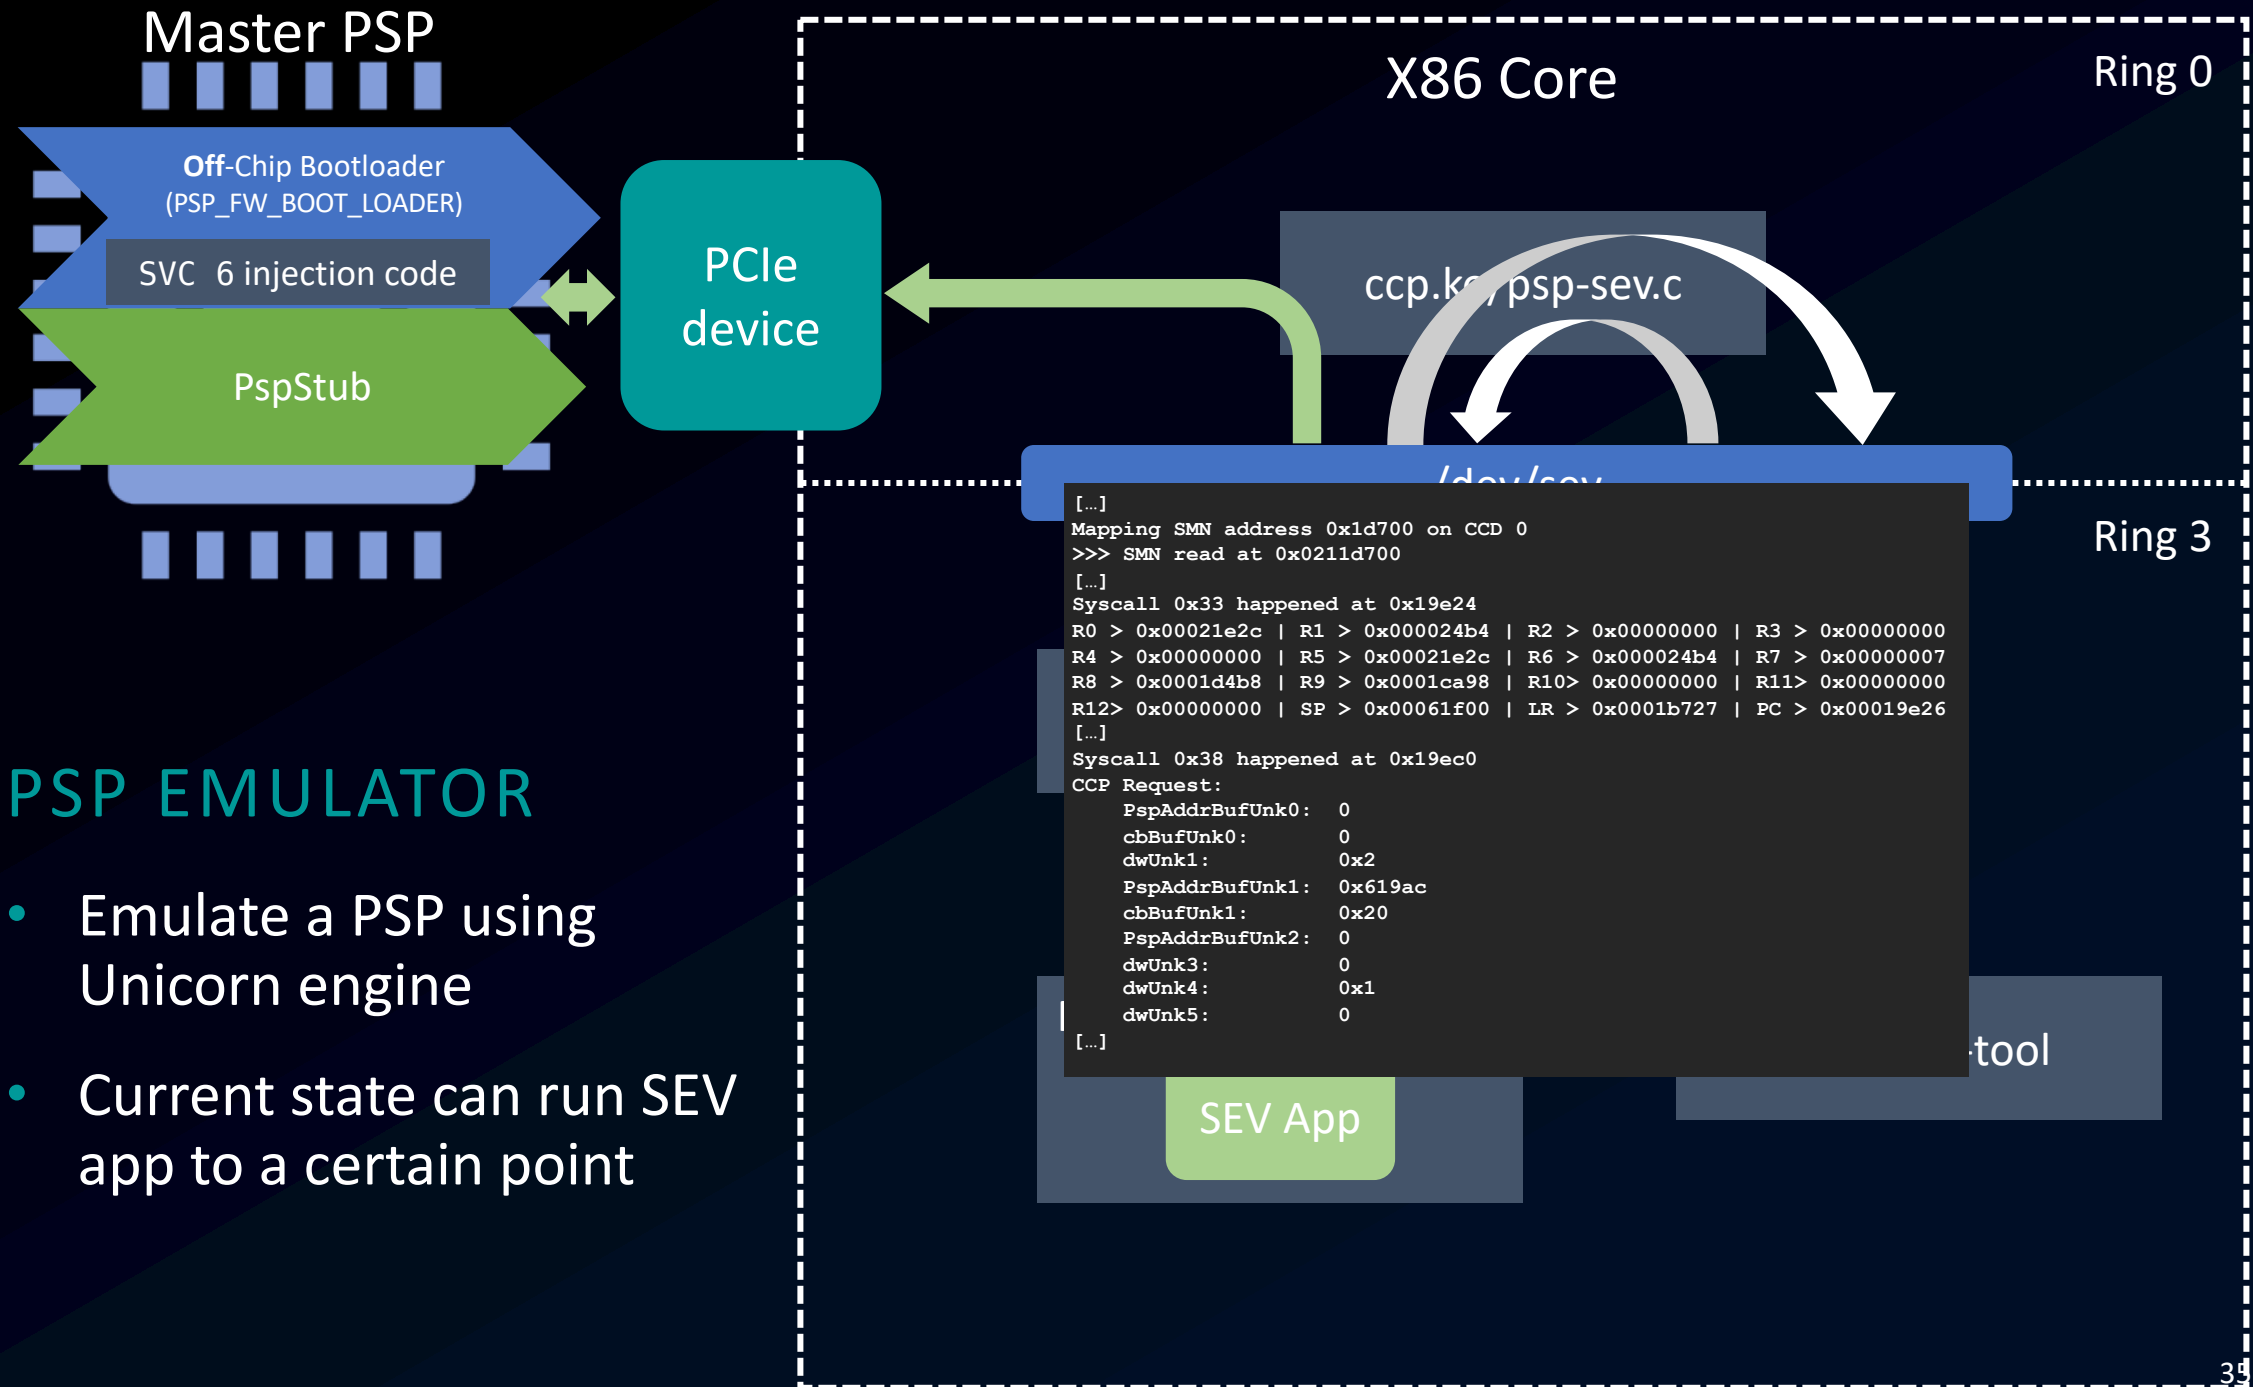 Master PSP
Off-Chip Bootloader
(PSP_FW_BOOT_LOADER)
SVC 6 injection code
PspStub
PCIe
device
X86 Core
Ring 0
ccp.ko/psp-sev.c
/dev/sev
Ring 3
[…]
Mapping SMN address 0x1d700 on CCD 0
>>> SMN read at 0x0211d700
[…]
Syscall 0x33 happened at 0x19e24
R0 > 0x00021e2c | R1 > 0x000024b4 | R2 > 0x00000000 | R3 > 0x00000000
R4 > 0x00000000 | R5 > 0x00021e2c | R6 > 0x000024b4 | R7 > 0x00000007
R8 > 0x0001d4b8 | R9 > 0x0001ca98 | R10> 0x00000000 | R11> 0x00000000
R12> 0x00000000 | SP > 0x00061f00 | LR > 0x0001b727 | PC > 0x00019e26
[…]
Syscall 0x38 happened at 0x19ec0
CCP Request:
PspAddrBufUnk0: 0
cbBufUnk0: 0
dwUnk1: 0x2
PspAddrBufUnk1: 0x619ac
cbBufUnk1: 0x20
PspAddrBufUnk2: 0
dwUnk3: 0
dwUnk4: 0x1
dwUnk5: 0
[…]
-tool
SEV App
PSP EMULATOR
• Emulate a PSP using
Unicorn engine
• Current state can run SEV
app to a certain point
35